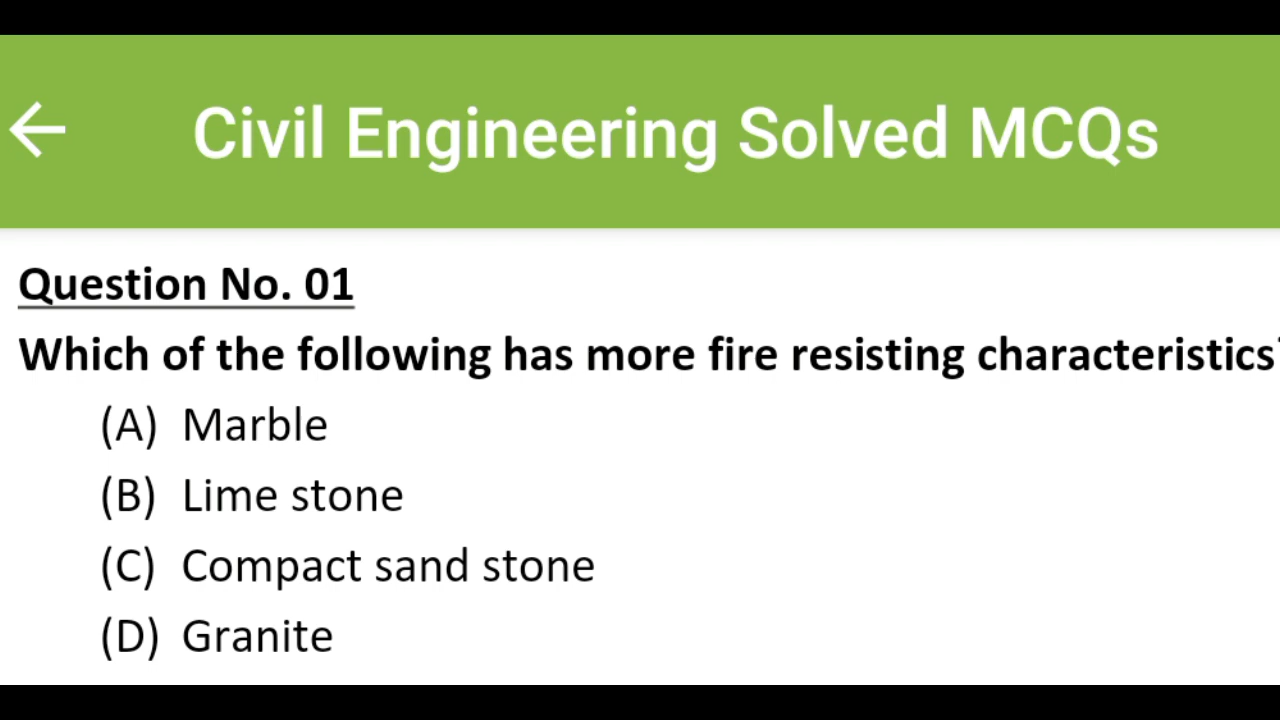 Civil Engineering Solved MCQs
Question No. 01
Which of the following has more fire resisting characteristics?
(A) Marble
(B) Lime stone
(C) Compact sand stone
(D) Granite